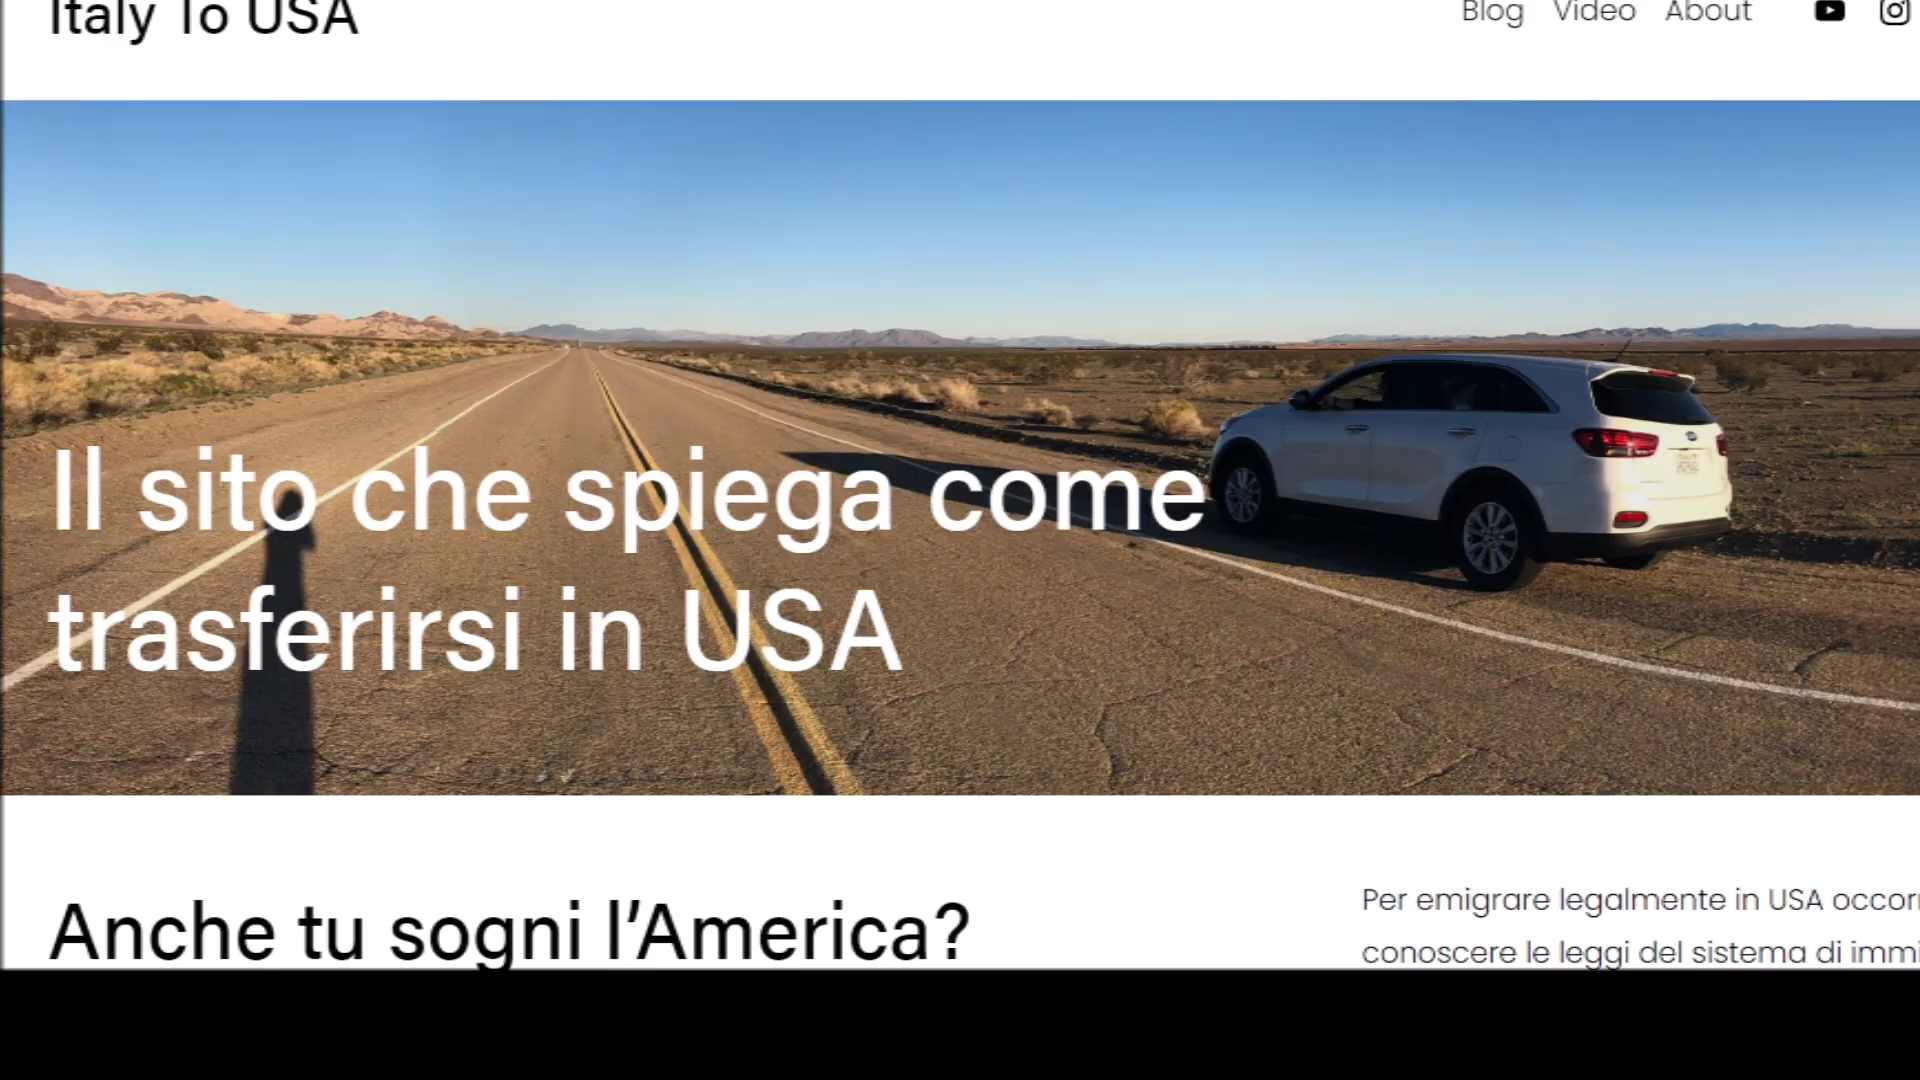 Italy To USA
Blog Video About
Il sito che spiega come
trasferirsi in USA
Anche tu sogni l’America?
Per emigrare legalmente in USA
conoscere le leggi del sistema di